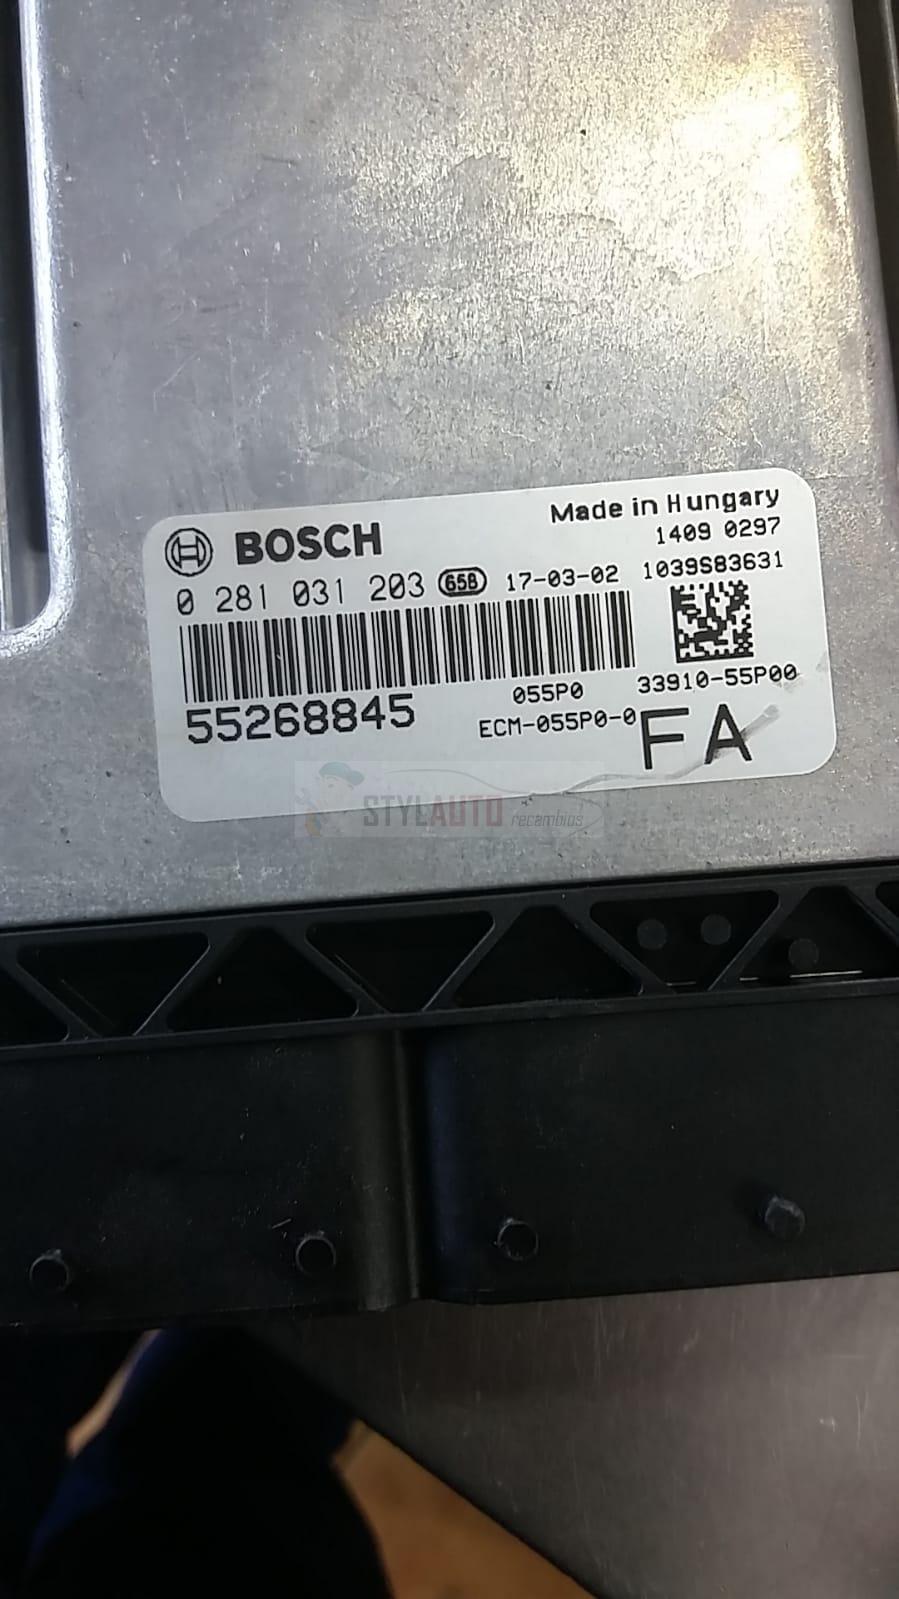 Made in Hungary
BOSCH
1409 0297
0 281 031 203 65B 17-03-02 1039S83631
055P0 33910-55P00
55268845 ECM-055P0-0 FA
STYLAUTO
recambios